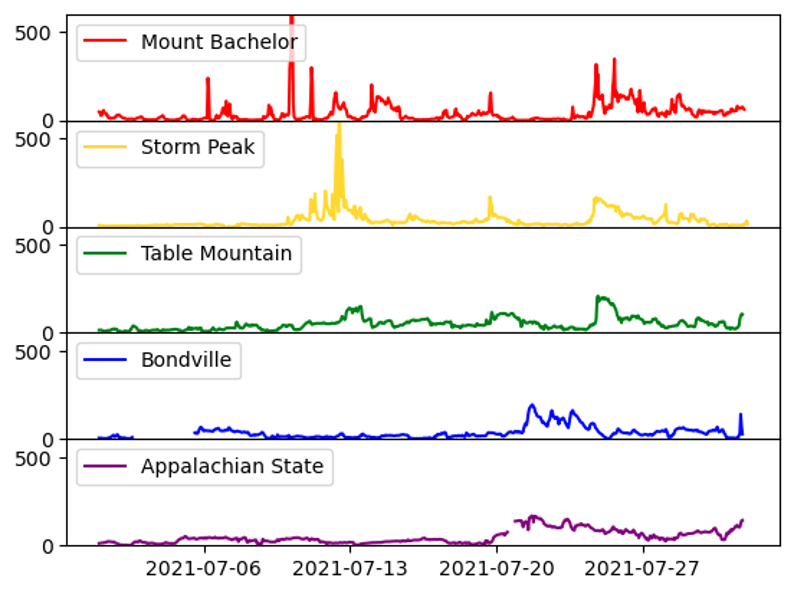 500
Mount Bachelor
0
500
Storm Peak
0
500
Table Mountain
0
500
Bondville
0
500
Appalachian State
0
2021-07-06 2021-07-13 2021-07-20 2021-07-27